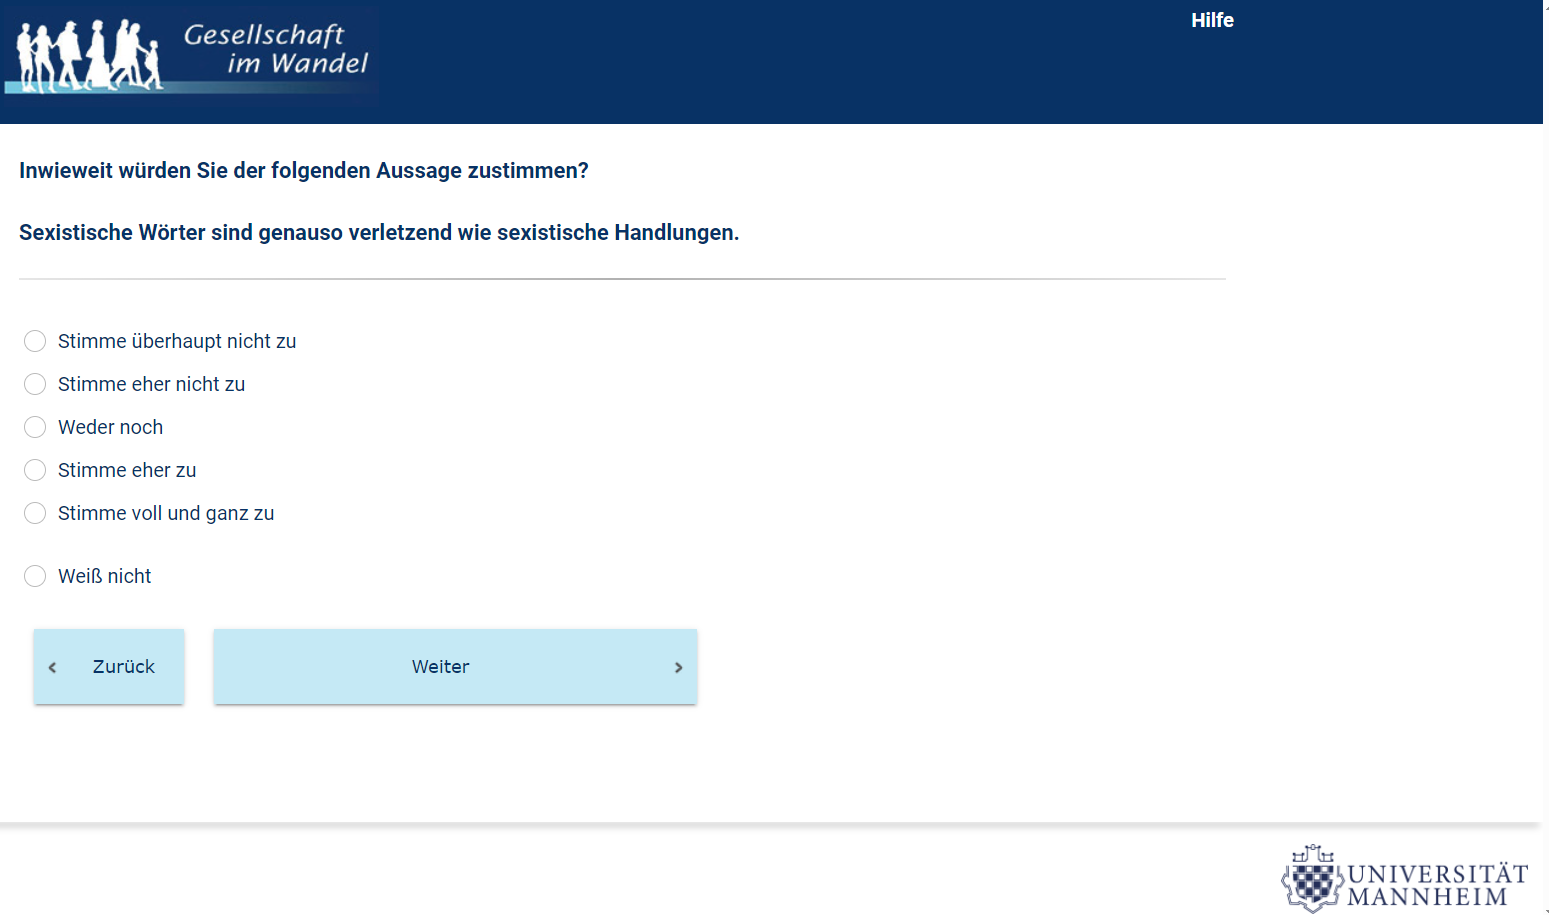 Gesellschaft
im Wandel
Hilfe
Inwieweit würden Sie der folgenden Aussage zustimmen?
Sexistische Wörter sind genauso verletzend wie sexistische Handlungen.
Stimme überhaupt nicht zu
Stimme eher nicht zu
Weder noch
Stimme eher zu
Stimme voll und ganz zu
Weiß nicht
Zurück
Weiter
UNIVERSITÄT
MANNHEIM